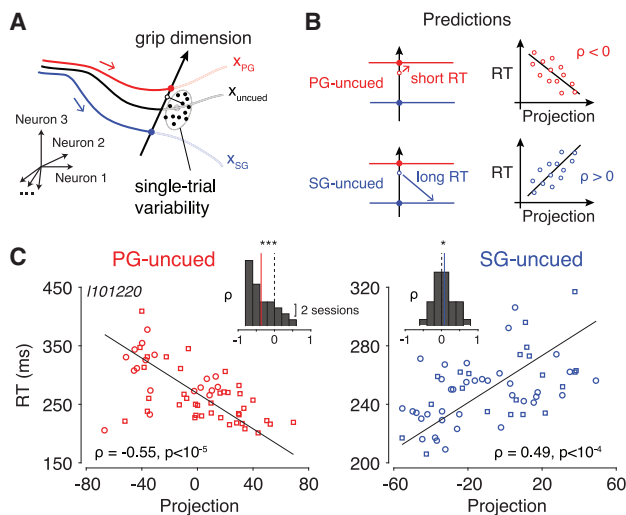 A
grip dimension
X_PG
X_uncued
X_SG
Neuron 3
Neuron 2
Neuron 1
single-trial
variability
B
Predictions
PG-uncued
short RT
RT
ρ < 0
Projection
SG-uncued
long RT
RT
ρ > 0
Projection
C
PG-uncued
l101220
***
ρ
2 sessions
-1 0 1
RT (ms)
450
350
250
150
ρ = -0.55, p<10^-5
-80 -40 0 40 80
Projection
SG-uncued
*
ρ
-1 0 1
320
280
240
200
ρ = 0.49, p<10^-4
-60 -20 20 60
Projection